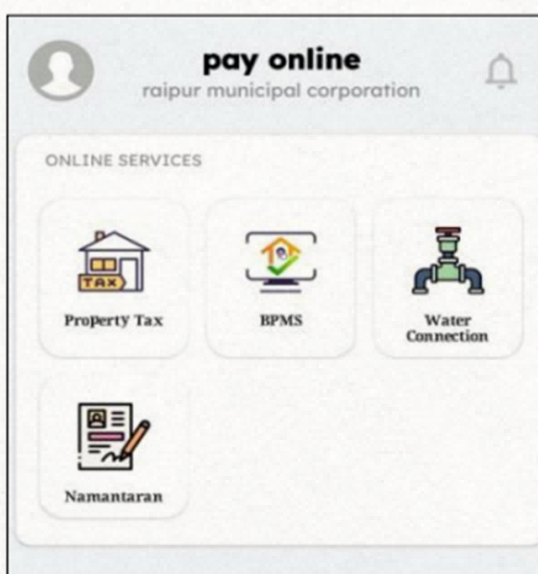 pay online
raipur municipal corporation
ONLINE SERVICES
TAX
Property Tax
BPMS
Water
Connection
Namantaran